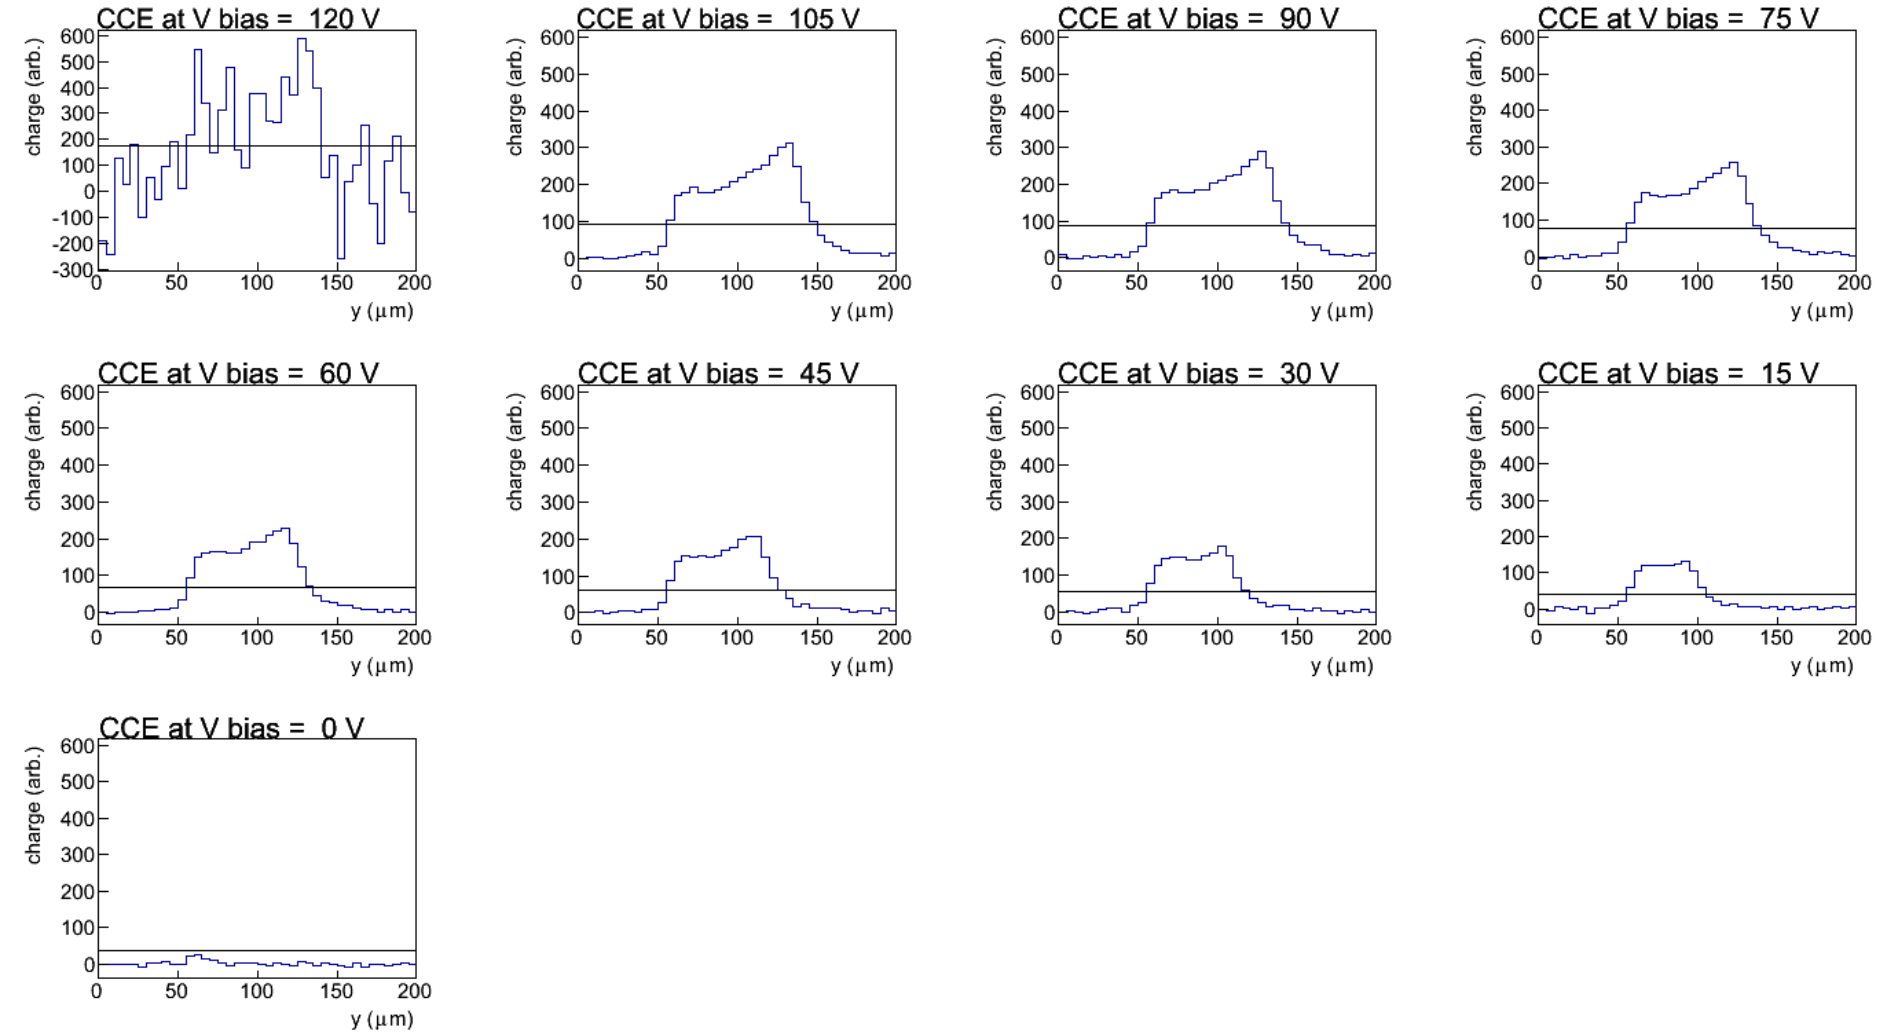 CCE at V bias = 120 V
charge (arb.)
600
500
400
300
200
100
0
-100
-200
-300
0 50 100 150 200
y (μm)
CCE at V bias = 105 V
charge (arb.)
600
500
400
300
200
100
0
0 50 100 150 200
y (μm)
CCE at V bias = 90 V
charge (arb.)
600
500
400
300
200
100
0
0 50 100 150 200
y (μm)
CCE at V bias = 75 V
charge (arb.)
600
500
400
300
200
100
0
0 50 100 150 200
y (μm)
CCE at V bias = 60 V
charge (arb.)
600
500
400
300
200
100
0
0 50 100 150 200
y (μm)
CCE at V bias = 45 V
charge (arb.)
600
500
400
300
200
100
0
0 50 100 150 200
y (μm)
CCE at V bias = 30 V
charge (arb.)
600
500
400
300
200
100
0
0 50 100 150 200
y (μm)
CCE at V bias = 15 V
charge (arb.)
600
500
400
300
200
100
0
0 50 100 150 200
y (μm)
CCE at V bias = 0 V
charge (arb.)
600
500
400
300
200
100
0
0 50 100 150 200
y (μm)